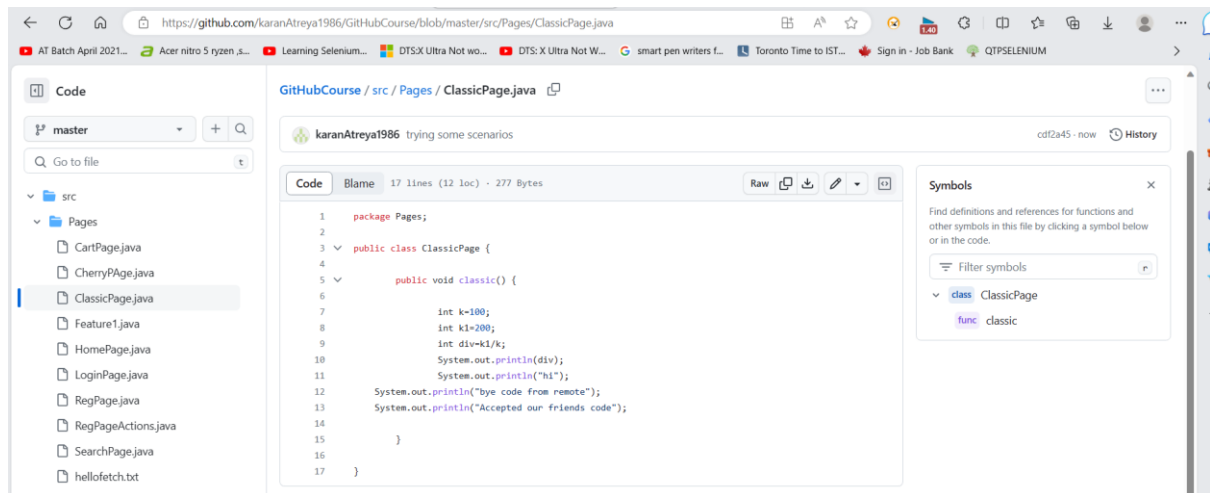 https://github.com/karanAtreya1986/GitHubCourse/blob/master/src/Pages/ClassicPage.java
1.40
AT Batch April 2021... Acer nitro 5 ryzen ,s... Learning Selenium... DTS:X Ultra Not wo... DTS: X Ultra Not W... smart pen writers f... Toronto Time to IST... Sign in - Job Bank QTPSELENIUM
Code
GitHubCourse / src / Pages / ClassicPage.java
master
karanAtreya1986 trying some scenarios
cdf2a45 · now History
Go to file t
Code Blame 17 lines (12 loc) · 277 Bytes
Raw
Symbols
src
Find definitions and references for functions and
other symbols in this file by clicking a symbol below
or in the code.
Pages
Filter symbols r
CartPage.java
class ClassicPage
CherryPAge.java
func classic
ClassicPage.java
Feature1.java
HomePage.java
LoginPage.java
RegPage.java
RegPageActions.java
SearchPage.java
hellofetch.txt
1 package Pages;
2
3 public class ClassicPage {
4
5 public void classic() {
6
7 int k=100;
8 int k1=200;
9 int div=k1/k;
10 System.out.println(div);
11 System.out.println("hi");
12 System.out.println("bye code from remote");
13 System.out.println("Accepted our friends code");
14
15 }
16
17 }